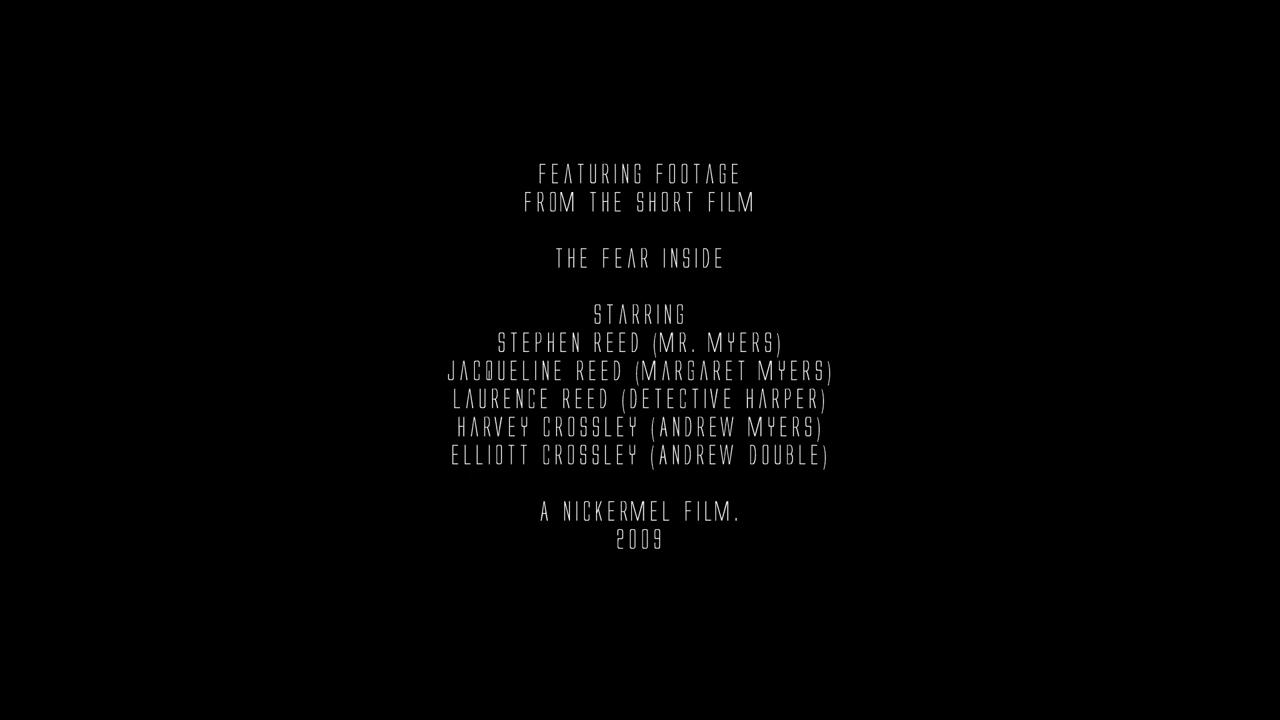 FEATURING FOOTAGE
FROM THE SHORT FILM
THE FEAR INSIDE
STARRING
STEPHEN REED (MR. MYERS)
JACQUELINE REED (MARGARET MYERS)
LAURENCE REED (DETECTIVE HARPER)
HARVEY CROSSLEY (ANDREW MYERS)
ELLIOTT CROSSLEY (ANDREW DOUBLE)
A NICKERMEL FILM.
2009